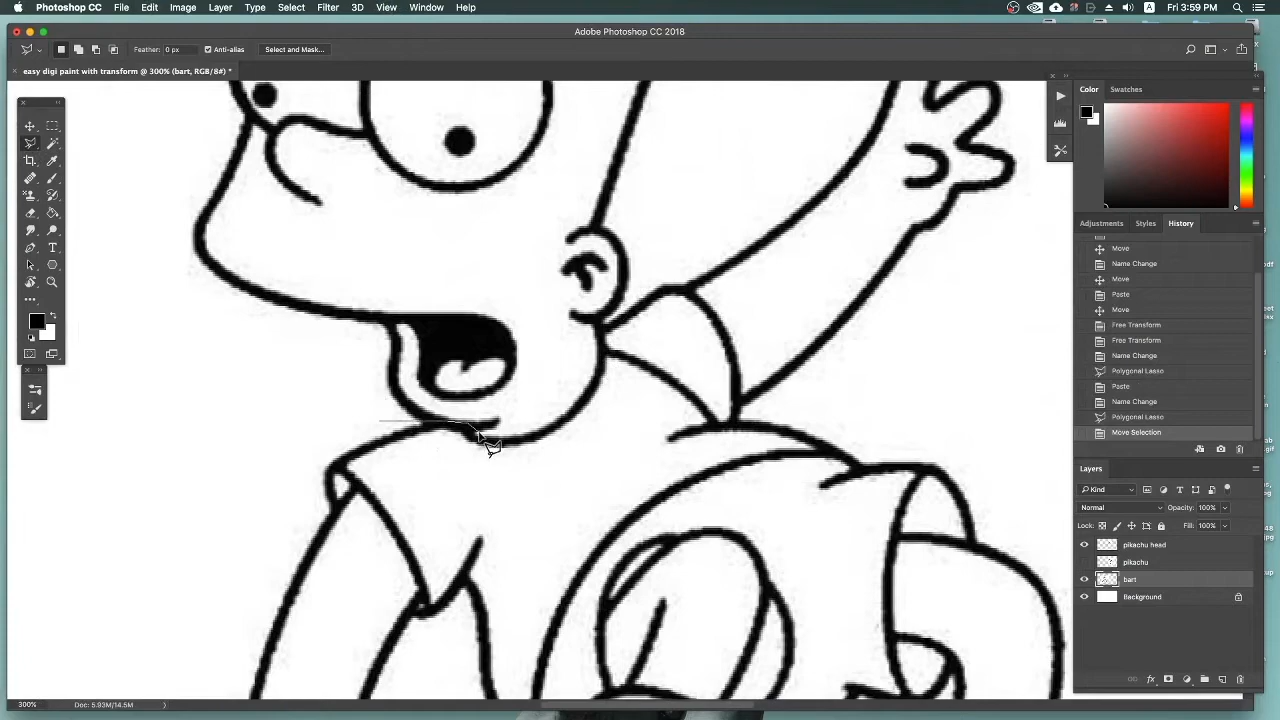 Photoshop CC File Edit Image Layer Type Select Filter 3D View Window Help A Fri 3:59 PM
Adobe Photoshop CC 2018
Feather: 0 px Anti-alias Select and Mask...
easy digi paint with transform @ 300% (bart, RGB/8#) *
Color Swatches
Adjustments Styles History
Move
Name Change
Move
Paste
Move
Free Transform
Free Transform
Name Change
Polygonal Lasso
Paste
Name Change
Polygonal Lasso
Move Selection
Layers
Kind
Normal Opacity: 100%
Lock: Fill: 100%
pikachu head
pikachu
bart
Background
300% Doc: 5.93M/14.5M